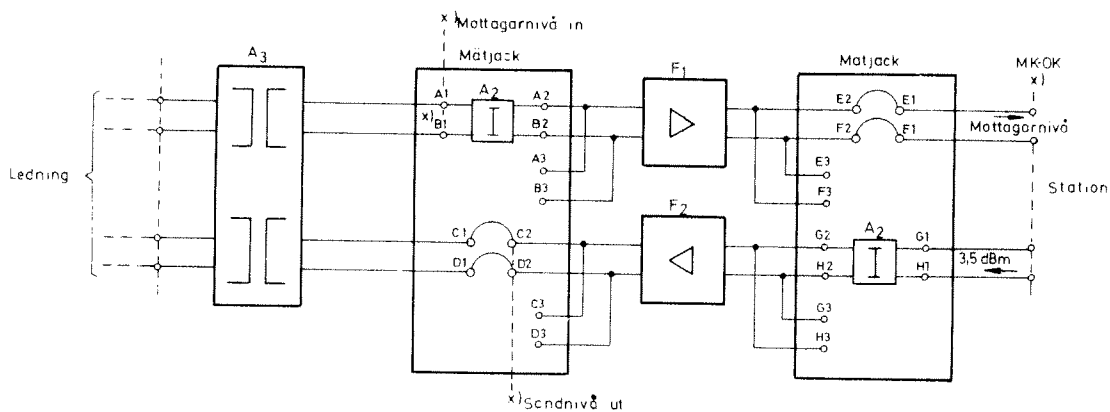 x) Mottagarnivå in
A3
Mätjack
F1
Matjack
MK-OK
x)
A1
A2
A2
E2
E1
x)
B1
B2
F2
F1
Mottagarnivå
A3
E3
B3
F3
Ledning
Station
F2
C1
C2
G2
A2
G1
3,5 dBm
D1
D2
H2
H1
C3
G3
D3
H3
x) Sendnivå ut